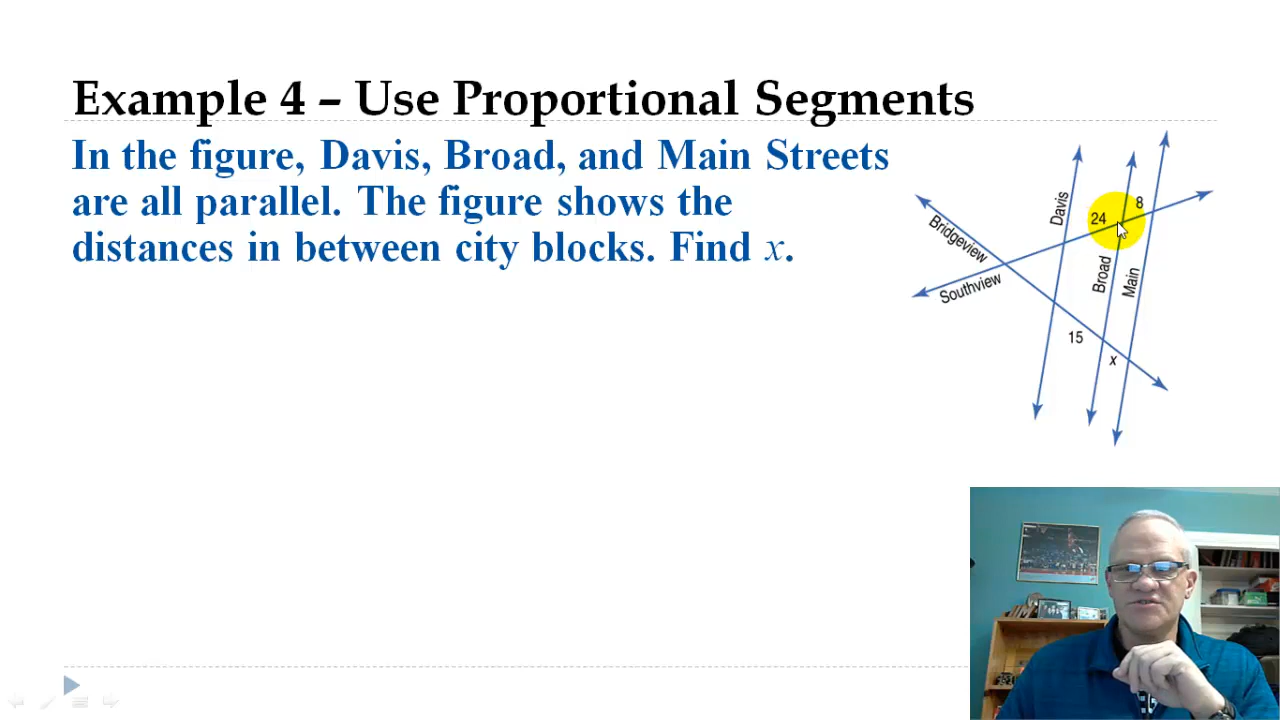 Example 4 – Use Proportional Segments
In the figure, Davis, Broad, and Main Streets
are all parallel. The figure shows the
distances in between city blocks. Find x.
Davis
8
24
Bridgeview
Southview
Broad
Main
15
x